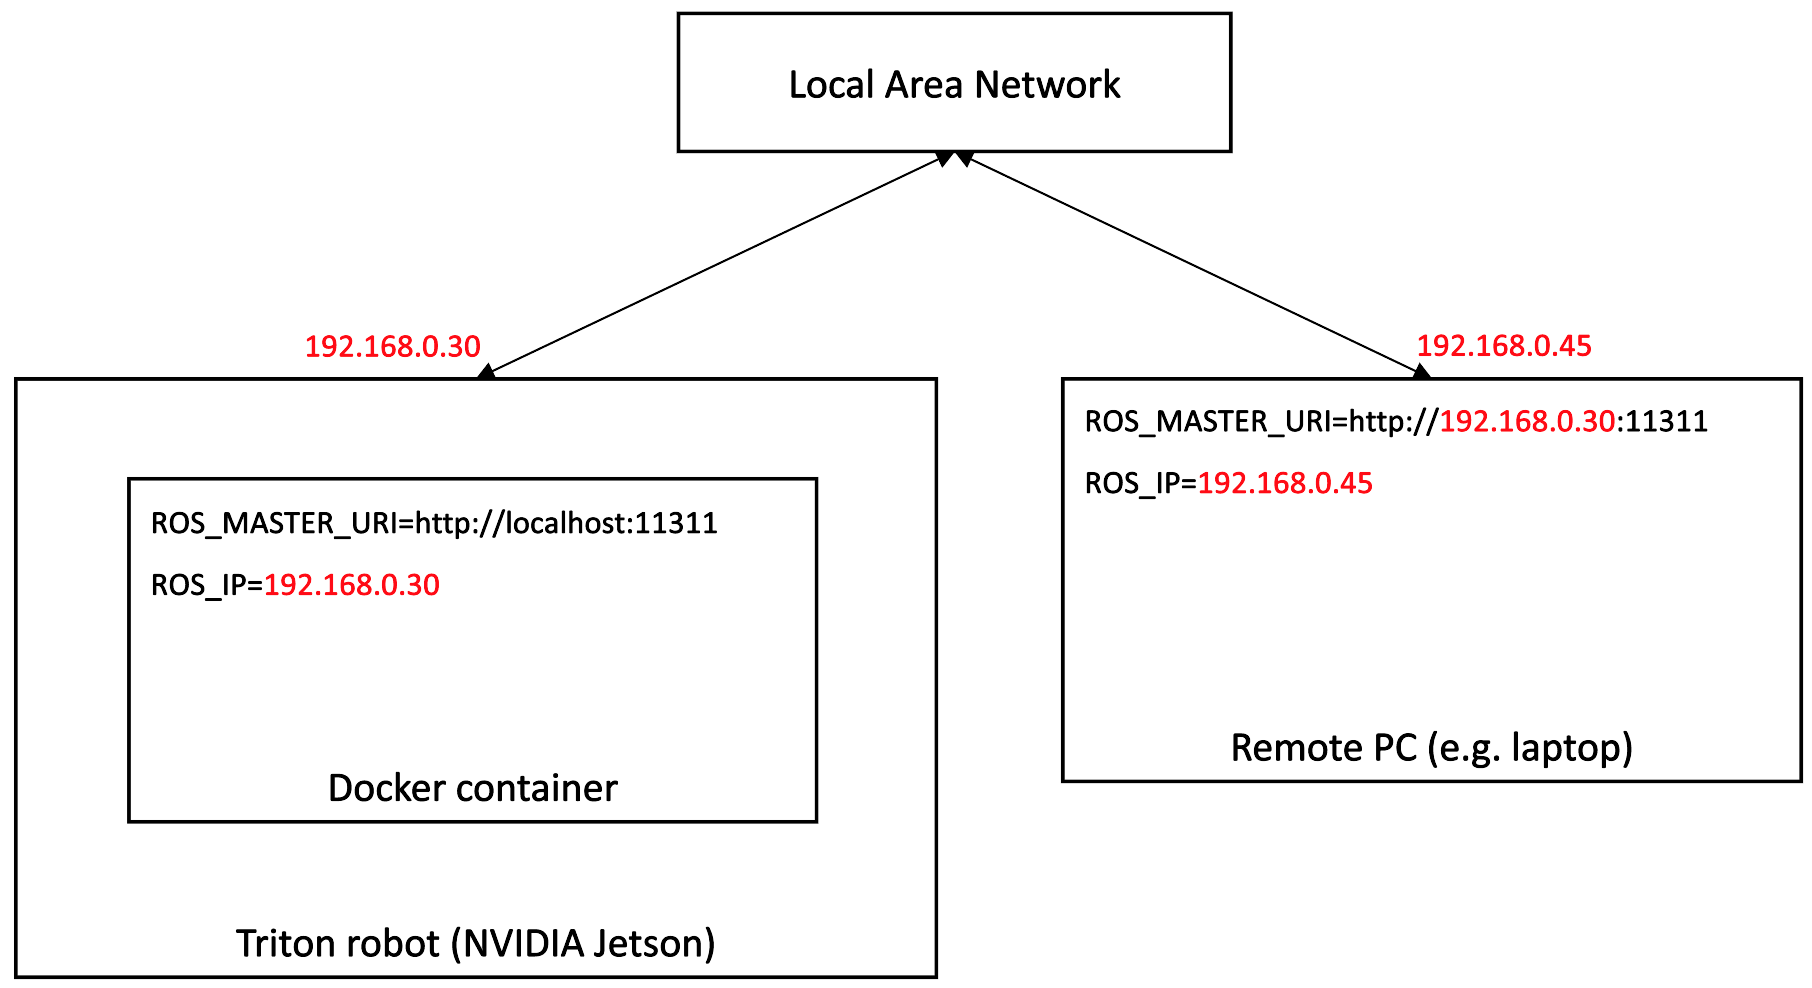 Local Area Network
192.168.0.30
192.168.0.45
ROS_MASTER_URI=http://localhost:11311
ROS_IP=192.168.0.30
Docker container
Triton robot (NVIDIA Jetson)
ROS_MASTER_URI=http://192.168.0.30:11311
ROS_IP=192.168.0.45
Remote PC (e.g. laptop)